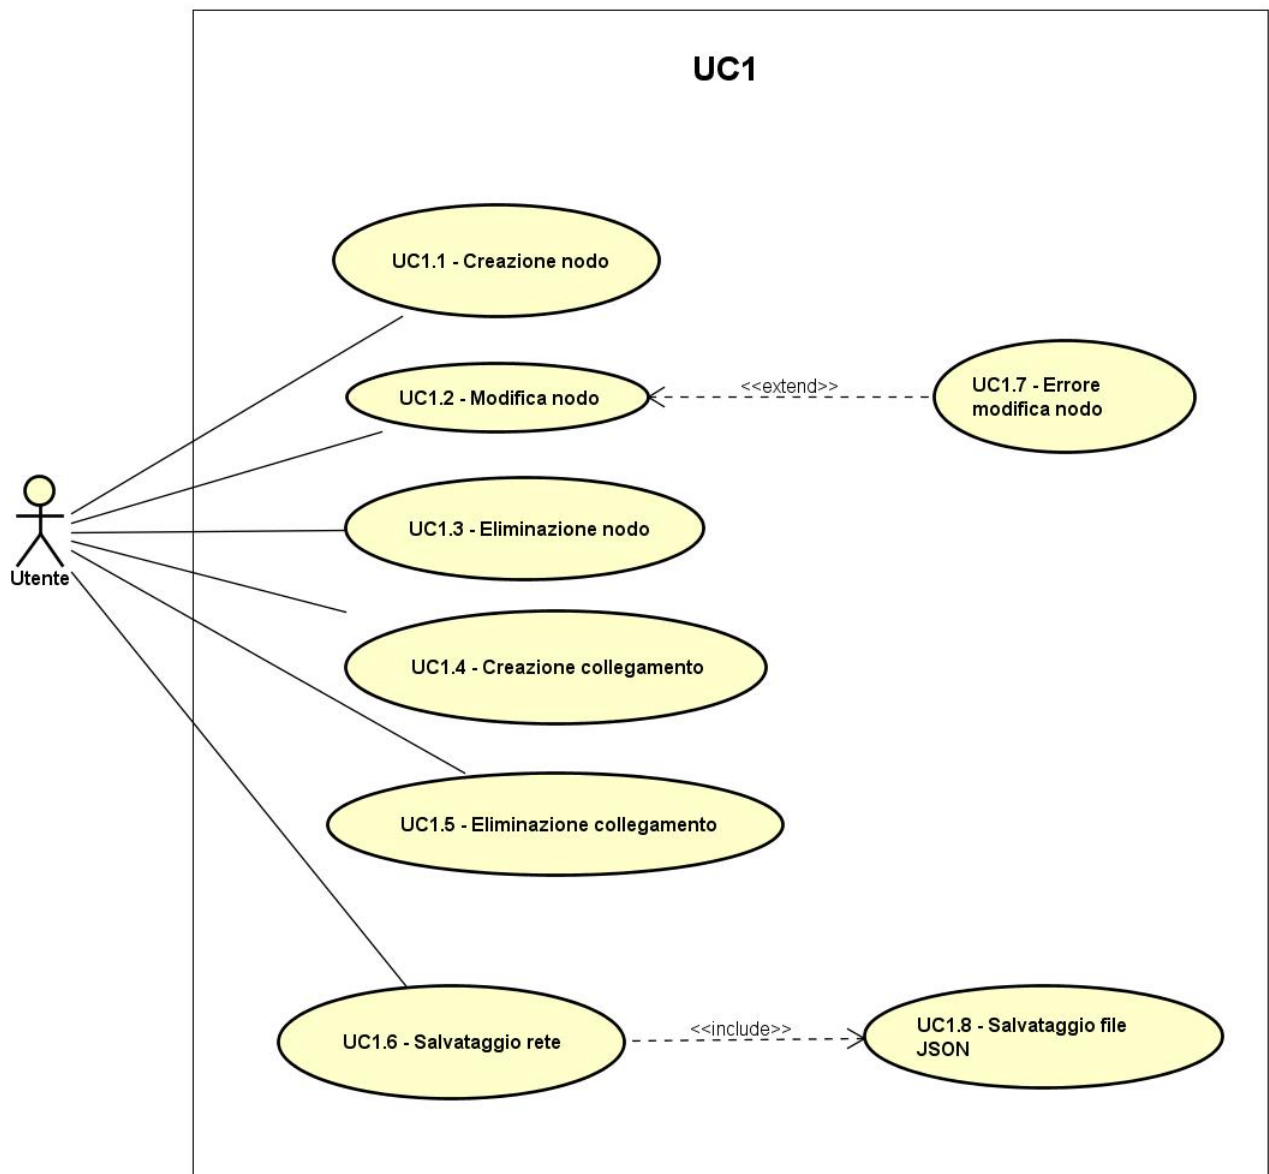 UC1
UC1.1 - Creazione nodo
UC1.2 - Modifica nodo
<<extend>>
UC1.7 - Errore
modifica nodo
UC1.3 - Eliminazione nodo
Utente
UC1.4 - Creazione collegamento
UC1.5 - Eliminazione collegamento
UC1.6 - Salvataggio rete
<<include>>
UC1.8 - Salvataggio file
JSON